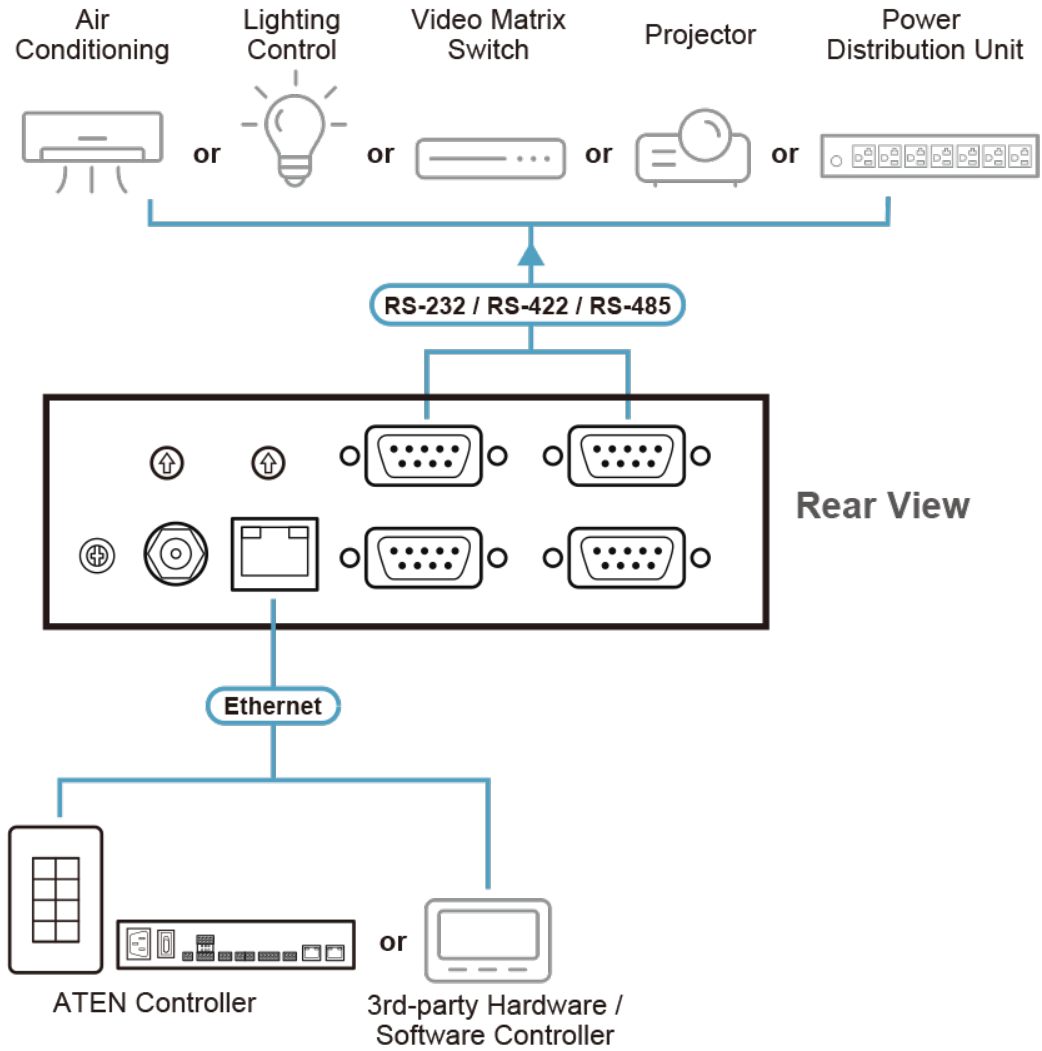 Air
Conditioning
Lighting
Control
Video Matrix
Switch
Projector
Power
Distribution Unit
or
or
or
or
RS-232 / RS-422 / RS-485
Rear View
Ethernet
or
ATEN Controller
3rd-party Hardware /
Software Controller